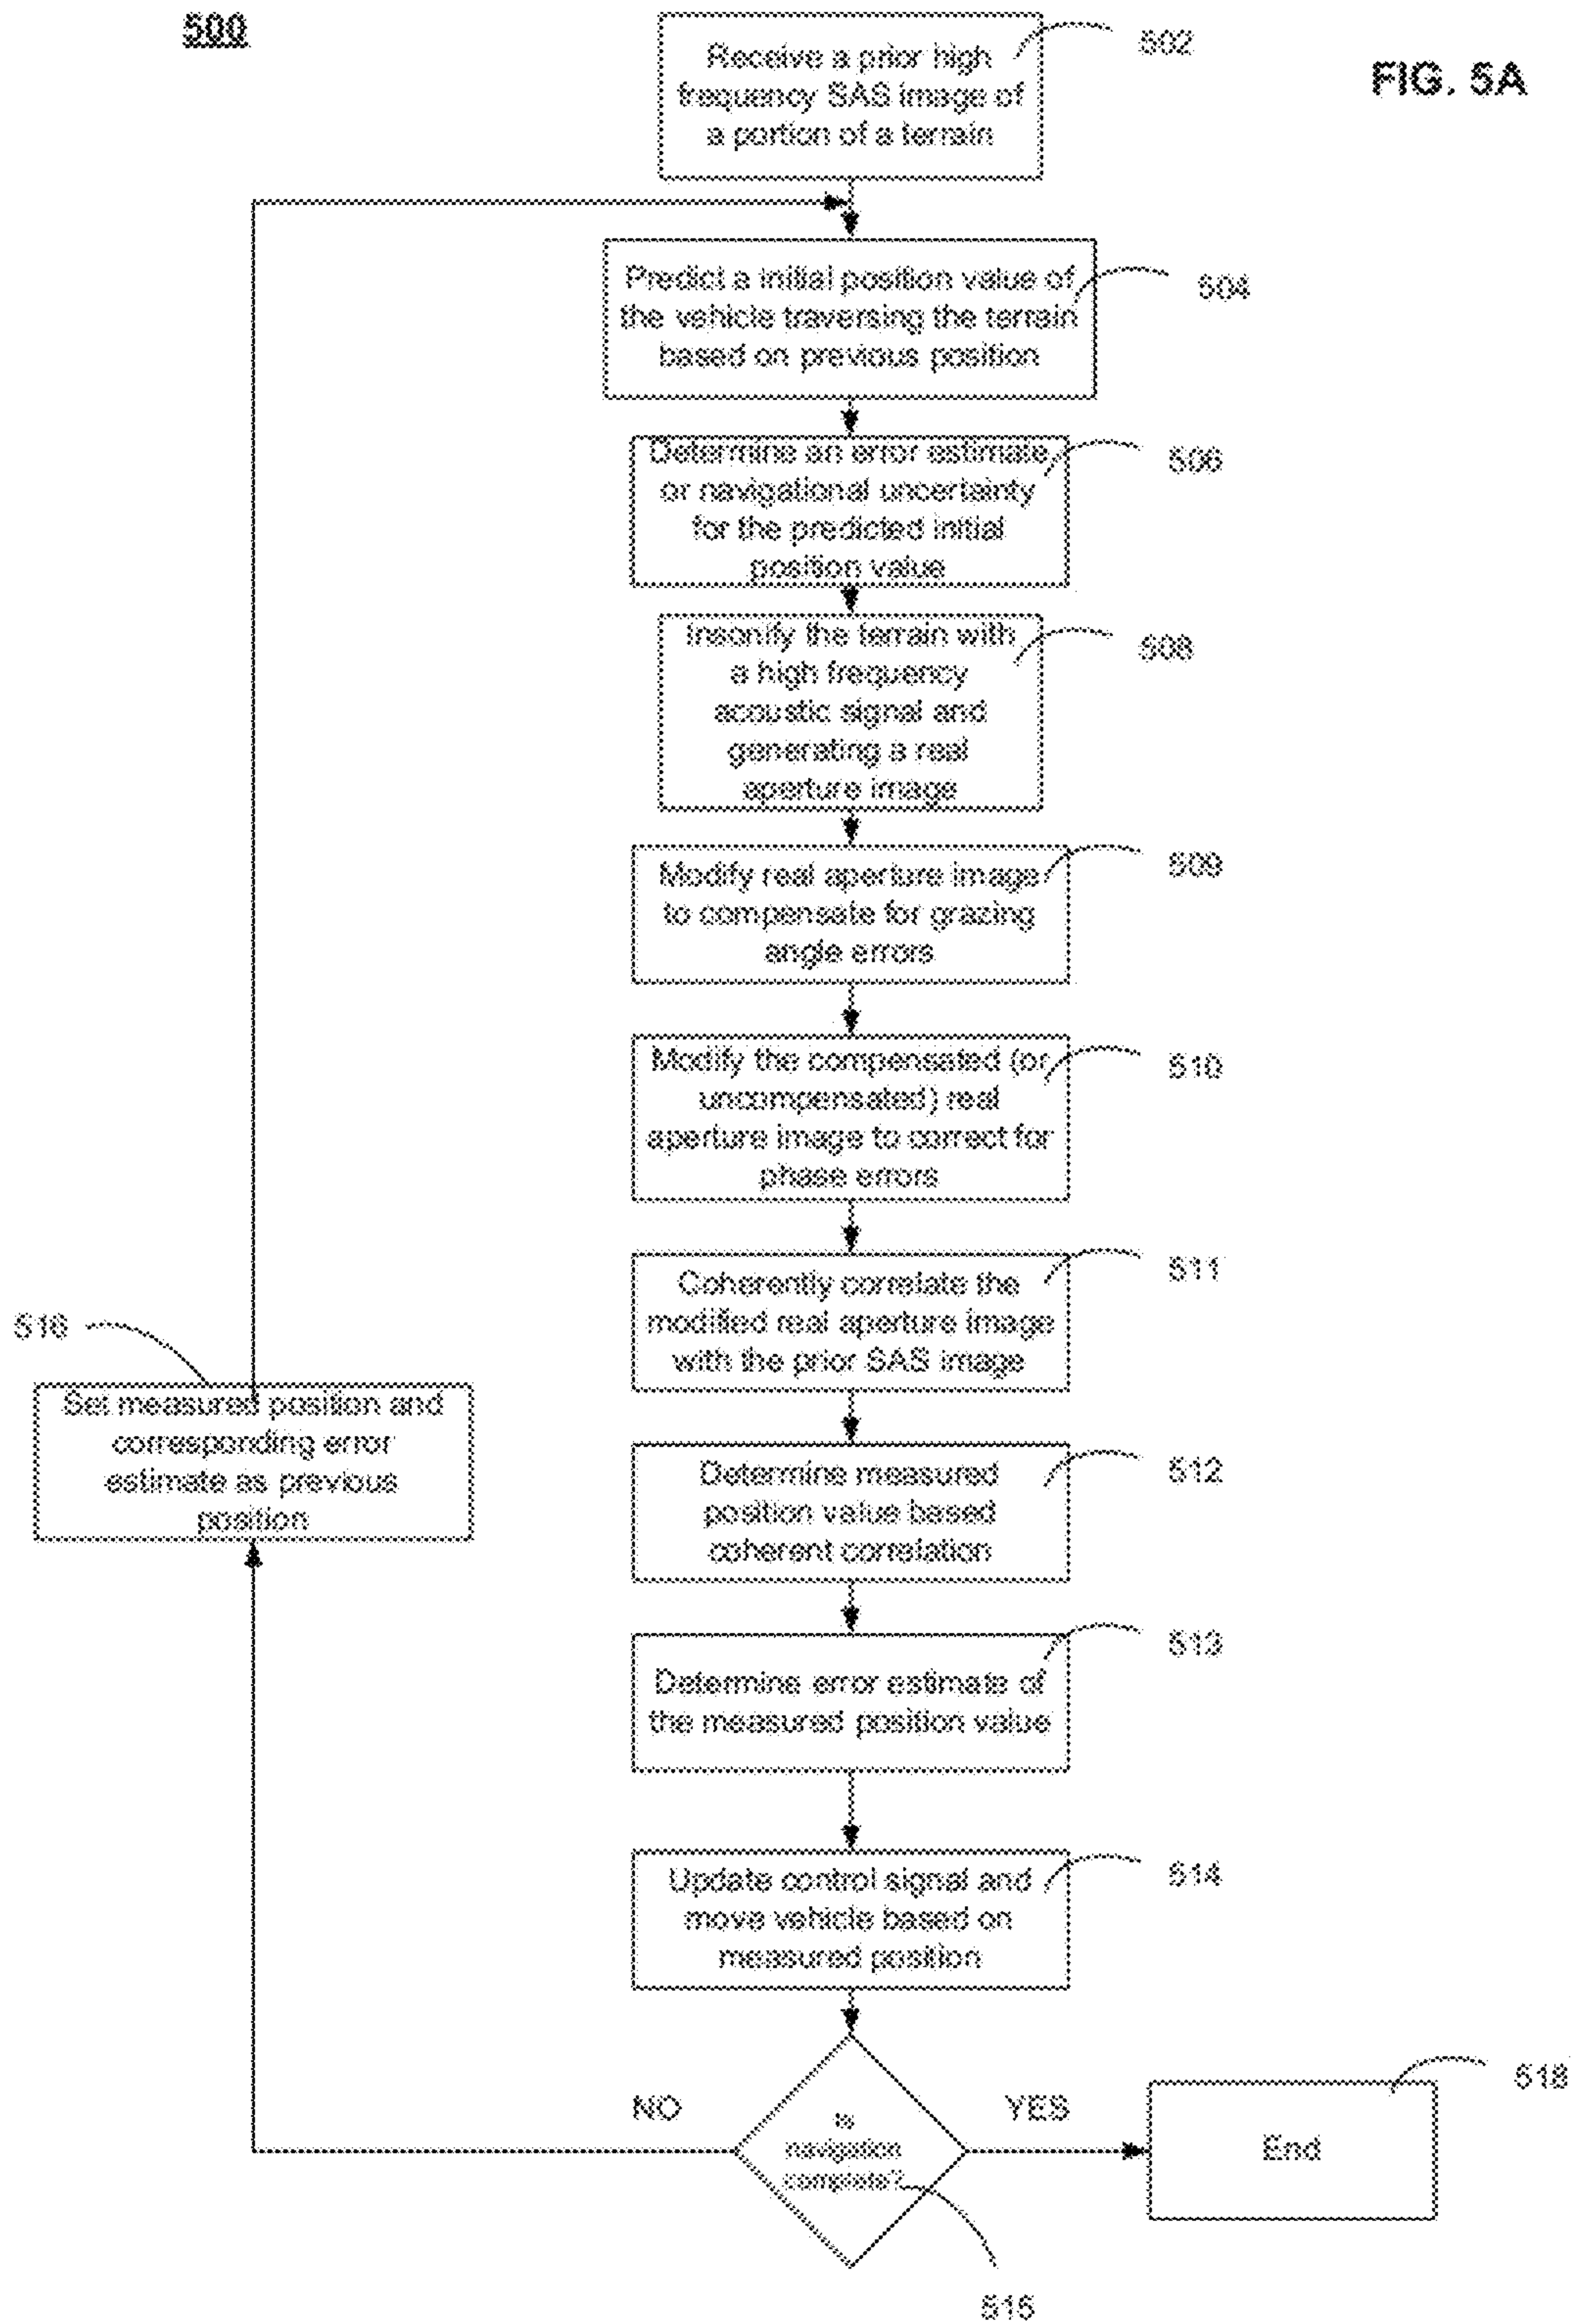 500
FIG. 5A
502
Receive a prior high
frequency SAS image of
a portion of a terrain
504
Predict a initial position value of
the vehicle traversing the terrain
based on previous position
506
Determine an error estimate
or navigational uncertainty
for the predicted initial
position value
508
Insonify the terrain with
a high frequency
acoustic signal and
generating a real
aperture image
509
Modify real aperture image
to compensate for grazing
angle errors
510
Modify the compensated (or
uncompensated) real
aperture image to correct for
phase errors
511
Coherently correlate the
modified real aperture image
with the prior SAS image
516
Set measured position and
corresponding error
estimate as previous
position
512
Determine measured
position value based
coherent correlation
513
Determine error estimate of
the measured position value
514
Update control signal and
move vehicle based on
measured position
NO
YES
Is
navigation
complete?
515
518
End